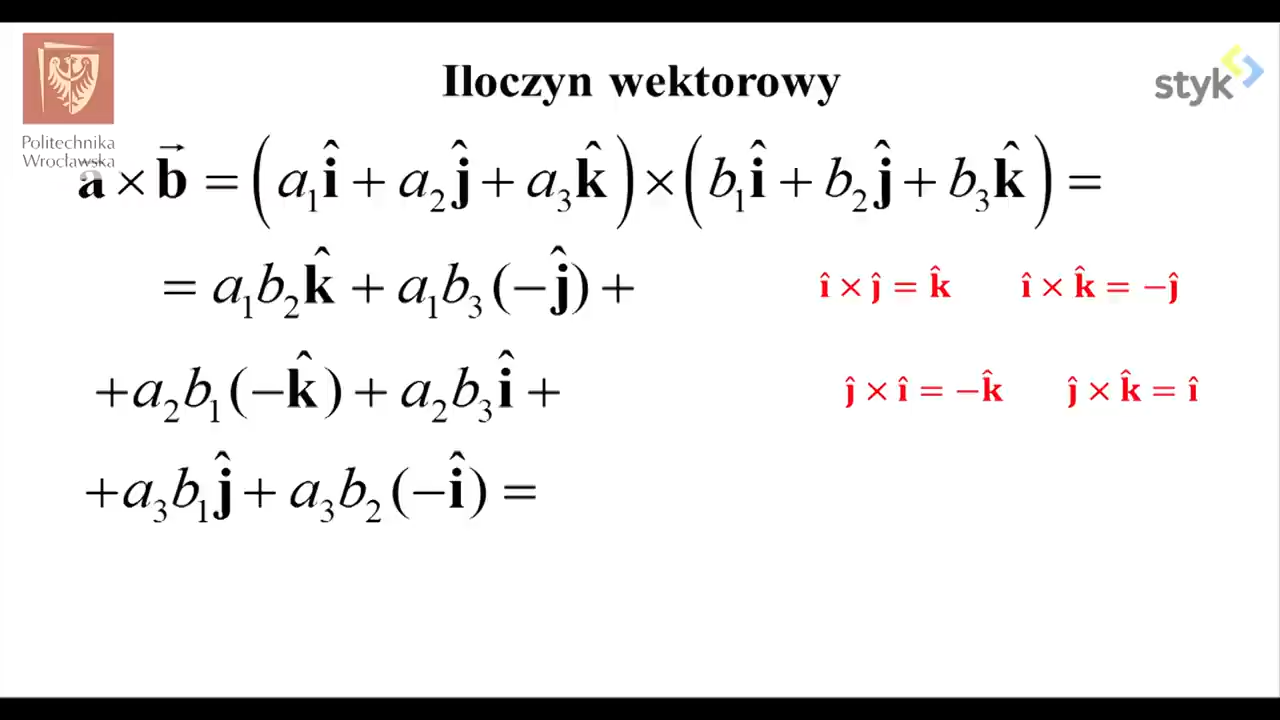 Iloczyn wektorowy
styk
Politechnika
Wrocławska
a⃗ × b⃗ = (a₁î + a₂ĵ + a₃k̂) × (b₁î + b₂ĵ + b₃k̂) =
= a₁b₂k̂ + a₁b₃(−ĵ) +
î × ĵ = k̂ î × k̂ = −ĵ
+a₂b₁(−k̂) + a₂b₃î +
ĵ × î = −k̂ ĵ × k̂ = î
+a₃b₁ĵ + a₃b₂(−î) =